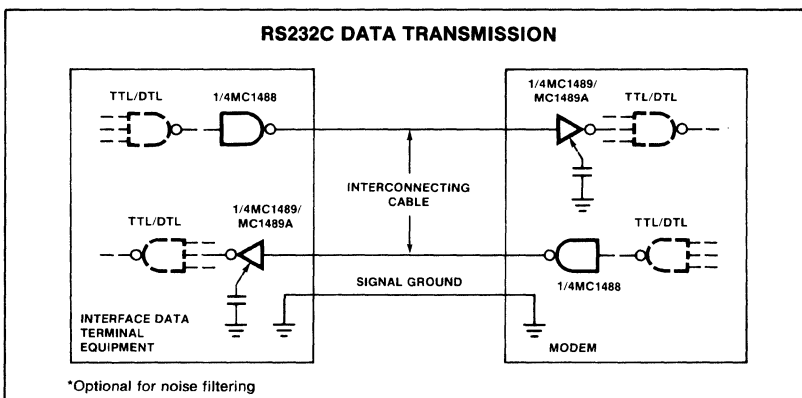 RS232C DATA TRANSMISSION
TTL/DTL
1/4MC1488
1/4MC1489/
MC1489A
TTL/DTL
INTERCONNECTING
CABLE
TTL/DTL
1/4MC1489/
MC1489A
TTL/DTL
SIGNAL GROUND
1/4MC1488
INTERFACE DATA
TERMINAL
EQUIPMENT
MODEM
*Optional for noise filtering